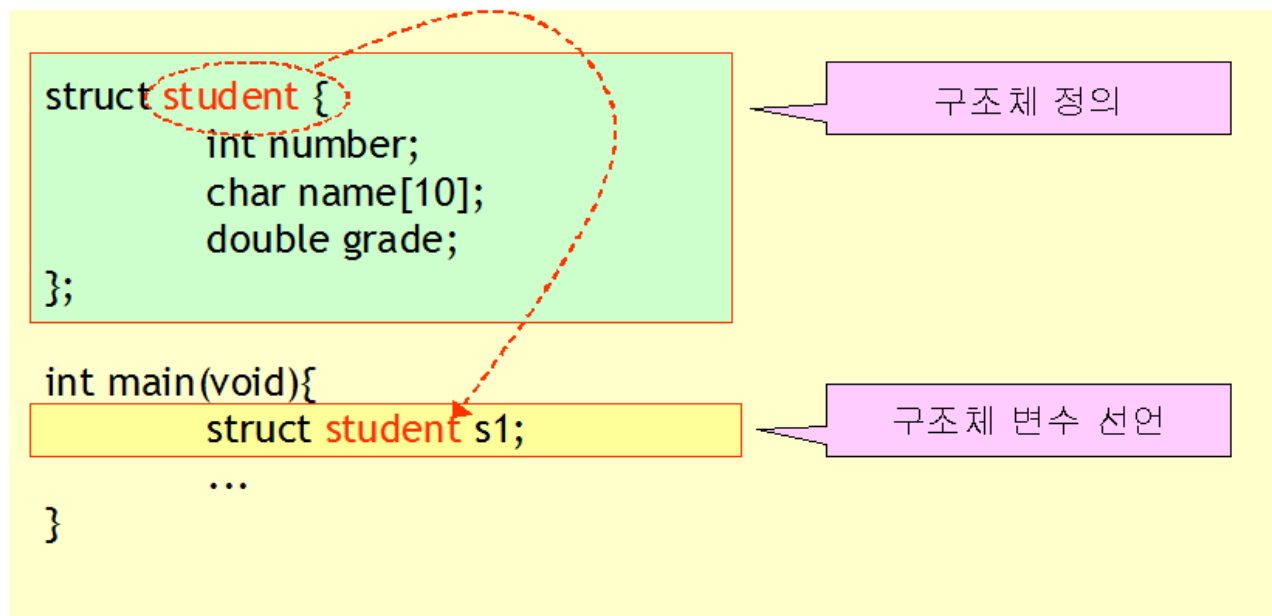 struct student {
int number;
char name[10];
double grade;
};
구조체 정의
int main(void){
struct student s1;
...
}
구조체 변수 선언